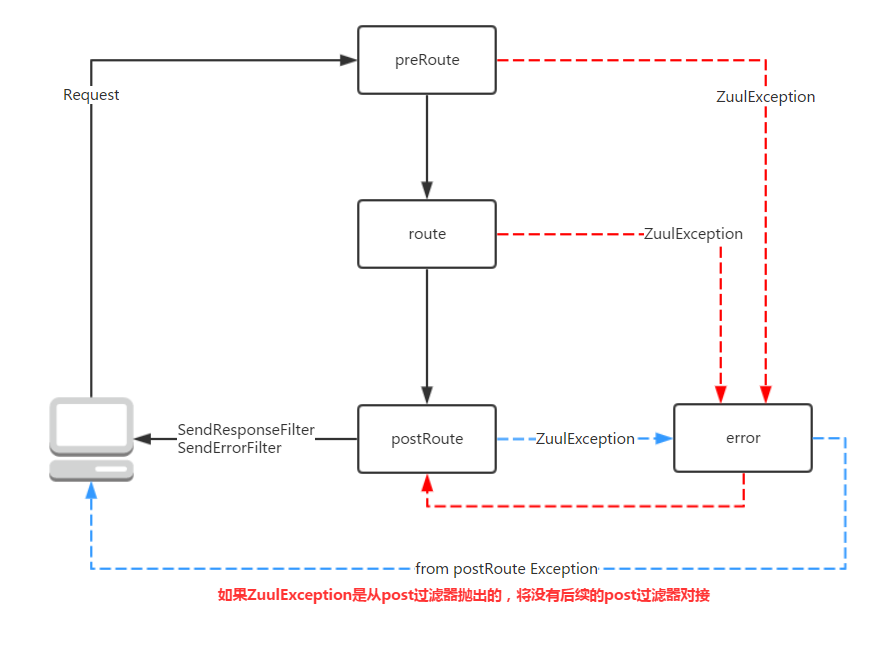 preRoute
Request
ZuulException
route
ZuulException
SendResponseFilter
SendErrorFilter
postRoute
ZuulException
error
from postRoute Exception
如果ZuulException是从post过滤器抛出的，将没有后续的post过滤器对接